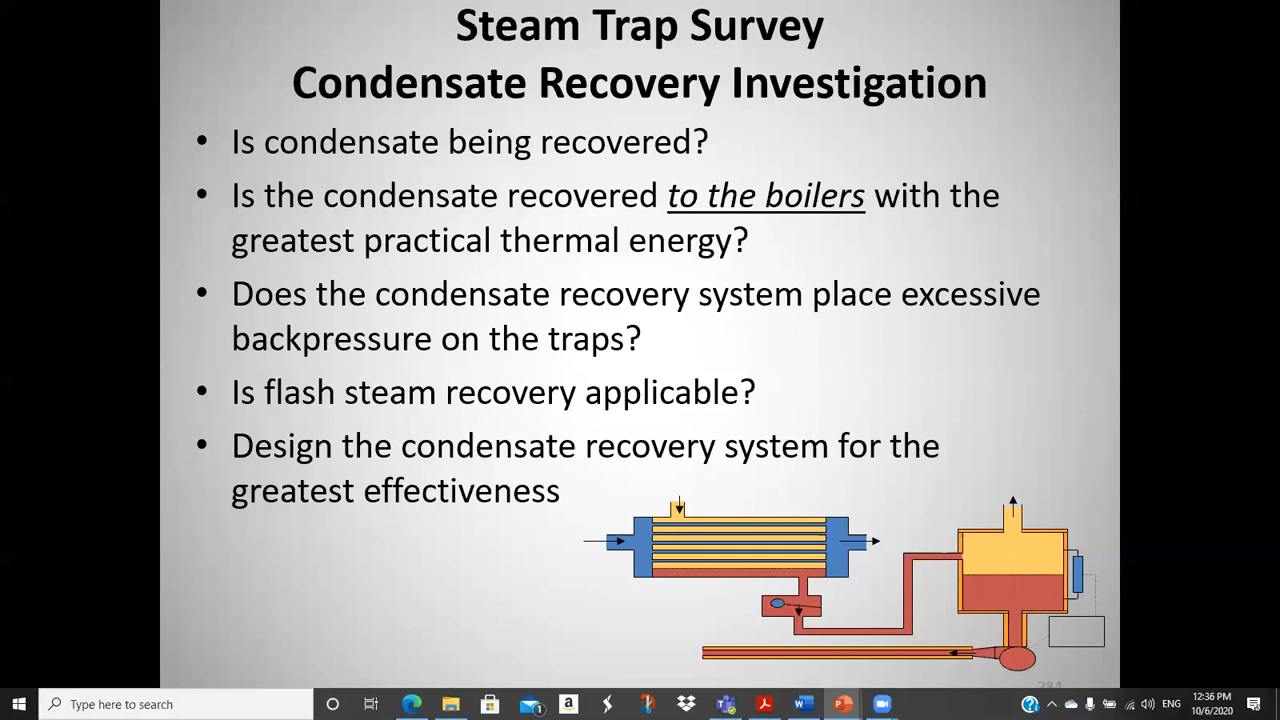 Steam Trap Survey
Condensate Recovery Investigation
• Is condensate being recovered?
• Is the condensate recovered to the boilers with the
greatest practical thermal energy?
• Does the condensate recovery system place excessive
backpressure on the traps?
• Is flash steam recovery applicable?
• Design the condensate recovery system for the
greatest effectiveness
Type here to search
12:36 PM
10/6/2020